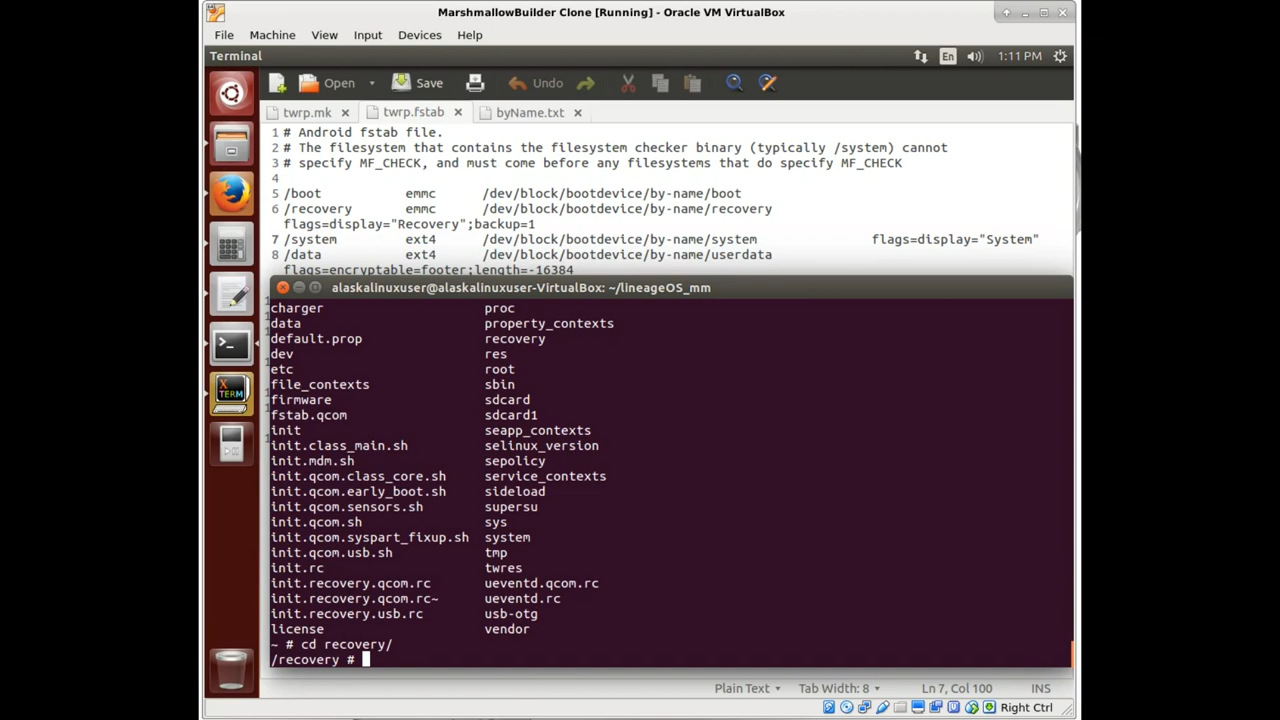 MarshmallowBuilder Clone [Running] - Oracle VM VirtualBox
File Machine View Input Devices Help
Terminal En 1:11 PM
Open Save Undo
twrp.mk twrp.fstab byName.txt
1 # Android fstab file.
2 # The filesystem that contains the filesystem checker binary (typically /system) cannot
3 # specify MF_CHECK, and must come before any filesystems that do specify MF_CHECK
4
5 /boot emmc /dev/block/bootdevice/by-name/boot
6 /recovery emmc /dev/block/bootdevice/by-name/recovery
flags=display="Recovery";backup=1
7 /system ext4 /dev/block/bootdevice/by-name/system flags=display="System"
8 /data ext4 /dev/block/bootdevice/by-name/userdata
flags=encryptable=footer;length=-16384
alaskalinuxuser@alaskalinuxuser-VirtualBox: ~/lineageOS_mm
charger proc
data property_contexts
default.prop recovery
dev res
etc root
file_contexts sbin
firmware sdcard
fstab.qcom sdcard1
init seapp_contexts
init.class_main.sh selinux_version
init.mdm.sh sepolicy
init.qcom.class_core.sh service_contexts
init.qcom.early_boot.sh sideload
init.qcom.sensors.sh supersu
init.qcom.sh sys
init.qcom.syspart_fixup.sh system
init.qcom.usb.sh tmp
init.rc twres
init.recovery.qcom.rc ueventd.qcom.rc
init.recovery.qcom.rc~ ueventd.rc
init.recovery.usb.rc usb-otg
license vendor
~ # cd recovery/
/recovery #
X TERM
Plain Text Tab Width: 8 Ln 7, Col 100 INS
Right Ctrl